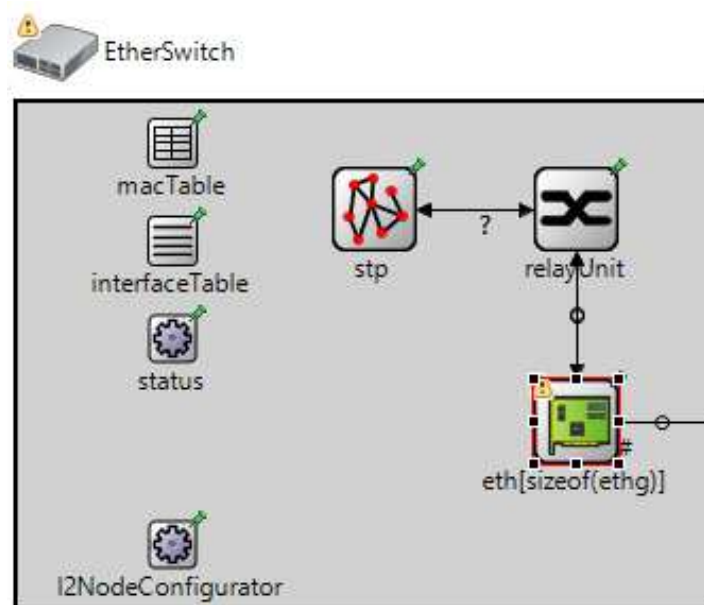 EtherSwitch
macTable
interfaceTable
status
stp
?
relayUnit
#
eth[sizeof(ethg)]
l2NodeConfigurator